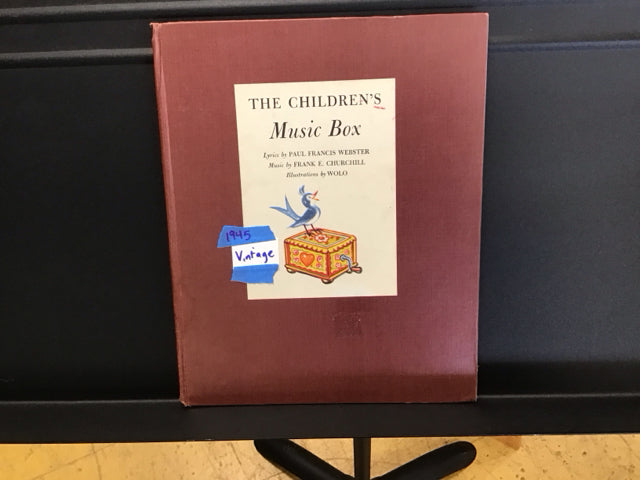 THE CHILDREN'S
Music Box
Lyrics by PAUL FRANCIS WEBSTER
Music by FRANK E. CHURCHILL
Illustrations by WOLO
1945
Vintage